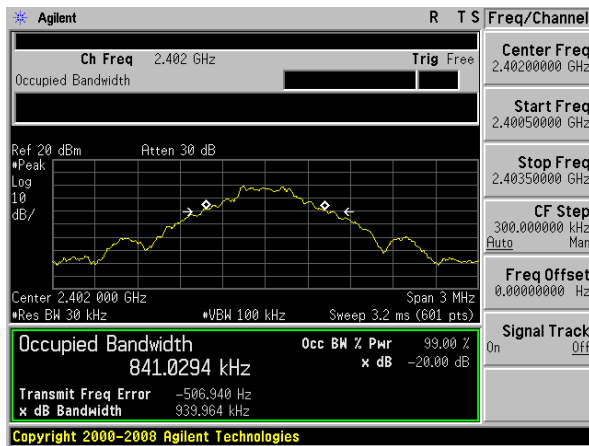 Agilent R T S Freq/Channel
Ch Freq 2.402 GHz Trig Free
Occupied Bandwidth
Center Freq
2.40200000 GHz
Start Freq
2.40050000 GHz
Stop Freq
2.40350000 GHz
CF Step
300.000000 kHz
Auto Man
Freq Offset
0.00000000 Hz
Signal Track
On Off
Ref 20 dBm Atten 30 dB
#Peak
Log
10
dB/
Center 2.402 000 GHz Span 3 MHz
#Res BW 30 kHz #VBW 100 kHz Sweep 3.2 ms (601 pts)
Occupied Bandwidth Occ BW % Pwr 99.00 %
841.0294 kHz x dB -20.00 dB
Transmit Freq Error -506.940 Hz
x dB Bandwidth 939.964 kHz
Copyright 2000-2008 Agilent Technologies